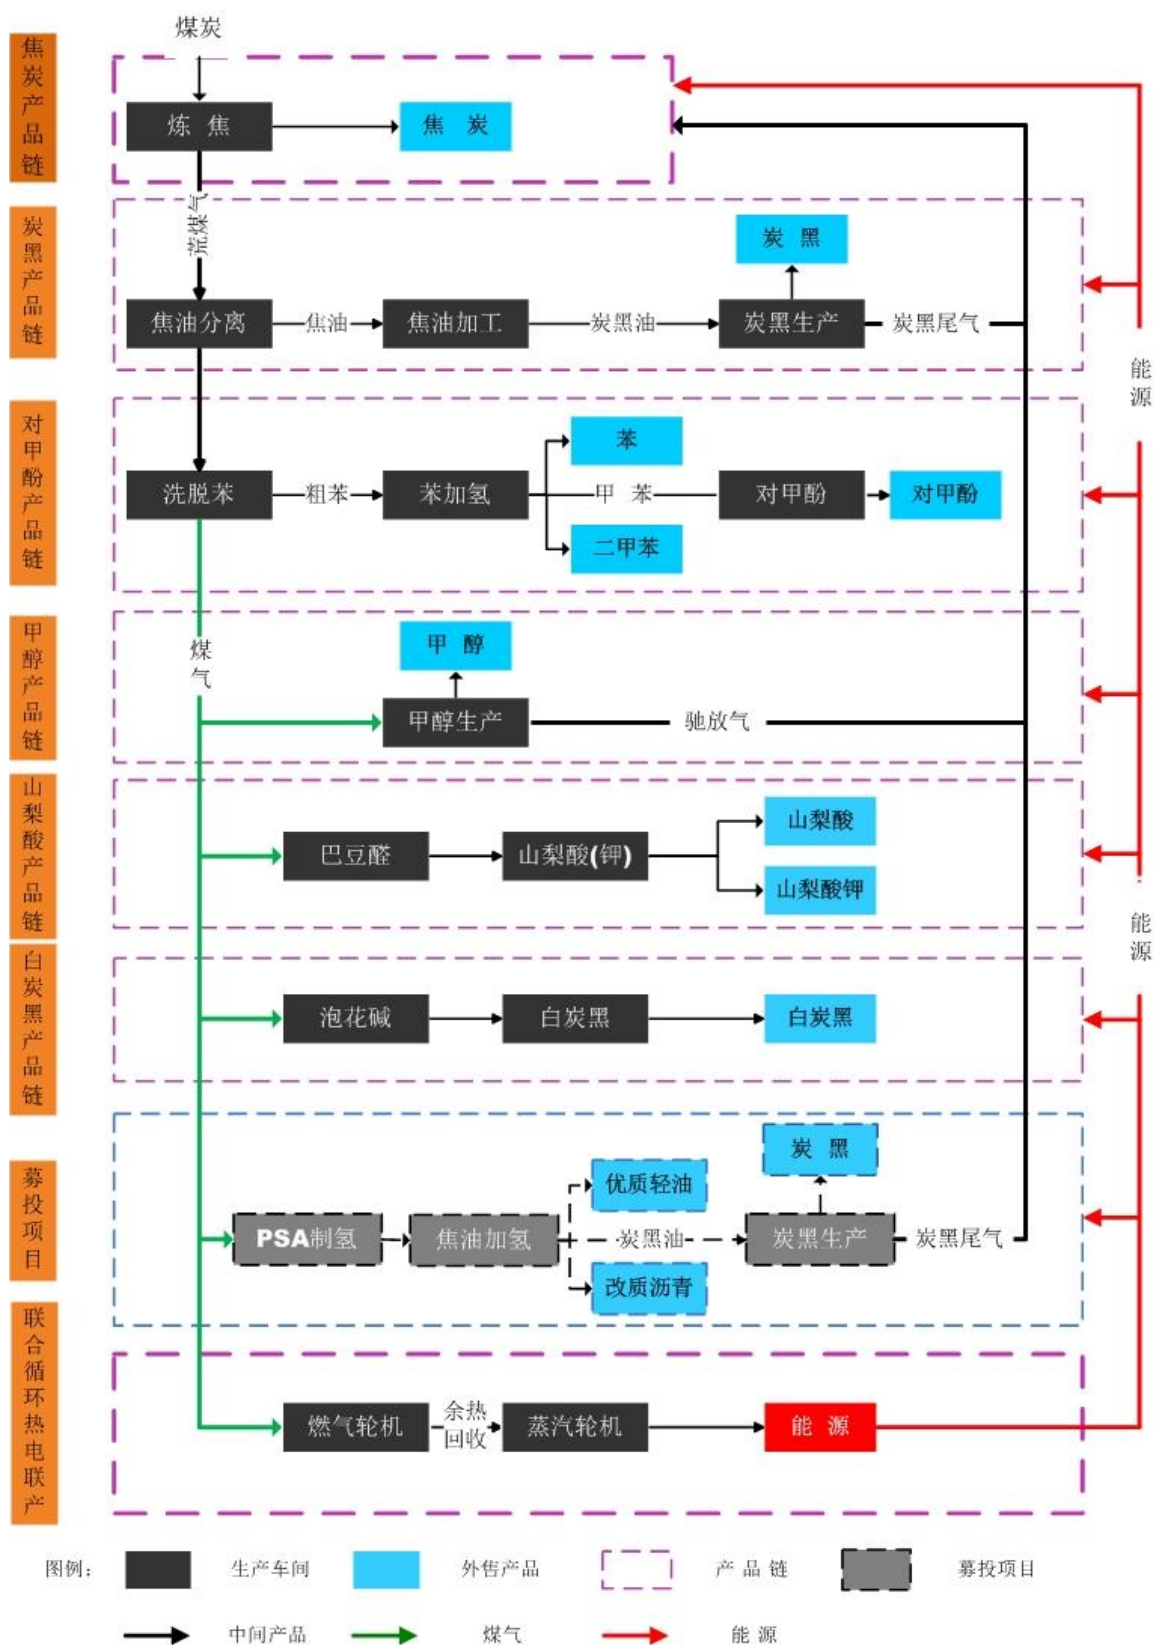 煤炭
焦炭产品链
炼 焦
焦 炭
荒煤气
炭黑产品链
炭 黑
焦油分离
焦油
焦油加工
炭黑油
炭黑生产
炭黑尾气
能源
对甲酚产品链
苯
洗脱苯
粗苯
苯加氢
甲 苯
对甲酚
对甲酚
二甲苯
甲醇产品链
煤气
甲 醇
甲醇生产
驰放气
山梨酸产品链
山梨酸
巴豆醛
山梨酸(钾)
山梨酸钾
能源
白炭黑产品链
泡花碱
白炭黑
白炭黑
募投项目
炭 黑
优质轻油
PSA制氢
焦油加氢
炭黑油
炭黑生产
炭黑尾气
改质沥青
联合循环热电联产
燃气轮机
余热
回收
蒸汽轮机
能 源
图例：
生产车间
外售产品
产 品 链
募投项目
中间产品
煤气
能 源